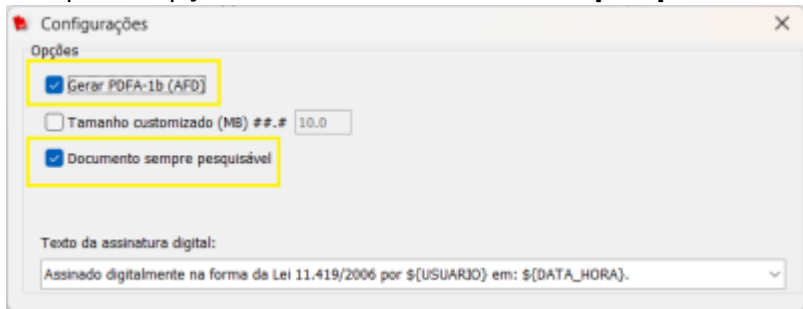 Configurações
Opções
Gerar PDFA-1b (AFD)
Tamanho customizado (MB) ##.# 10.0
Documento sempre pesquisável
Texto da assinatura digital:
Assinado digitalmente na forma da Lei 11.419/2006 por ${USUARIO} em: ${DATA_HORA}.